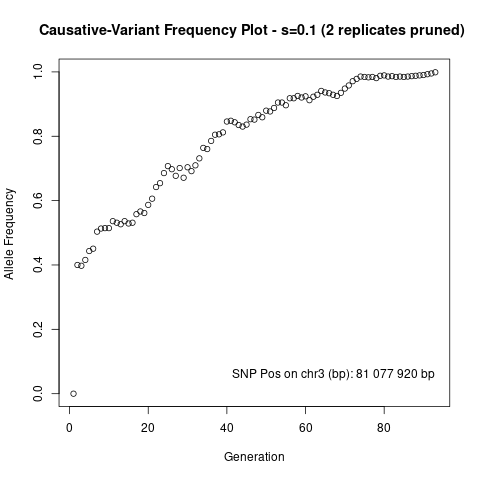 Causative-Variant Frequency Plot - s=0.1 (2 replicates pruned)
Allele Frequency
1.0
0.8
0.6
0.4
0.2
0.0
SNP Pos on chr3 (bp): 81 077 920 bp
0 20 40 60 80
Generation